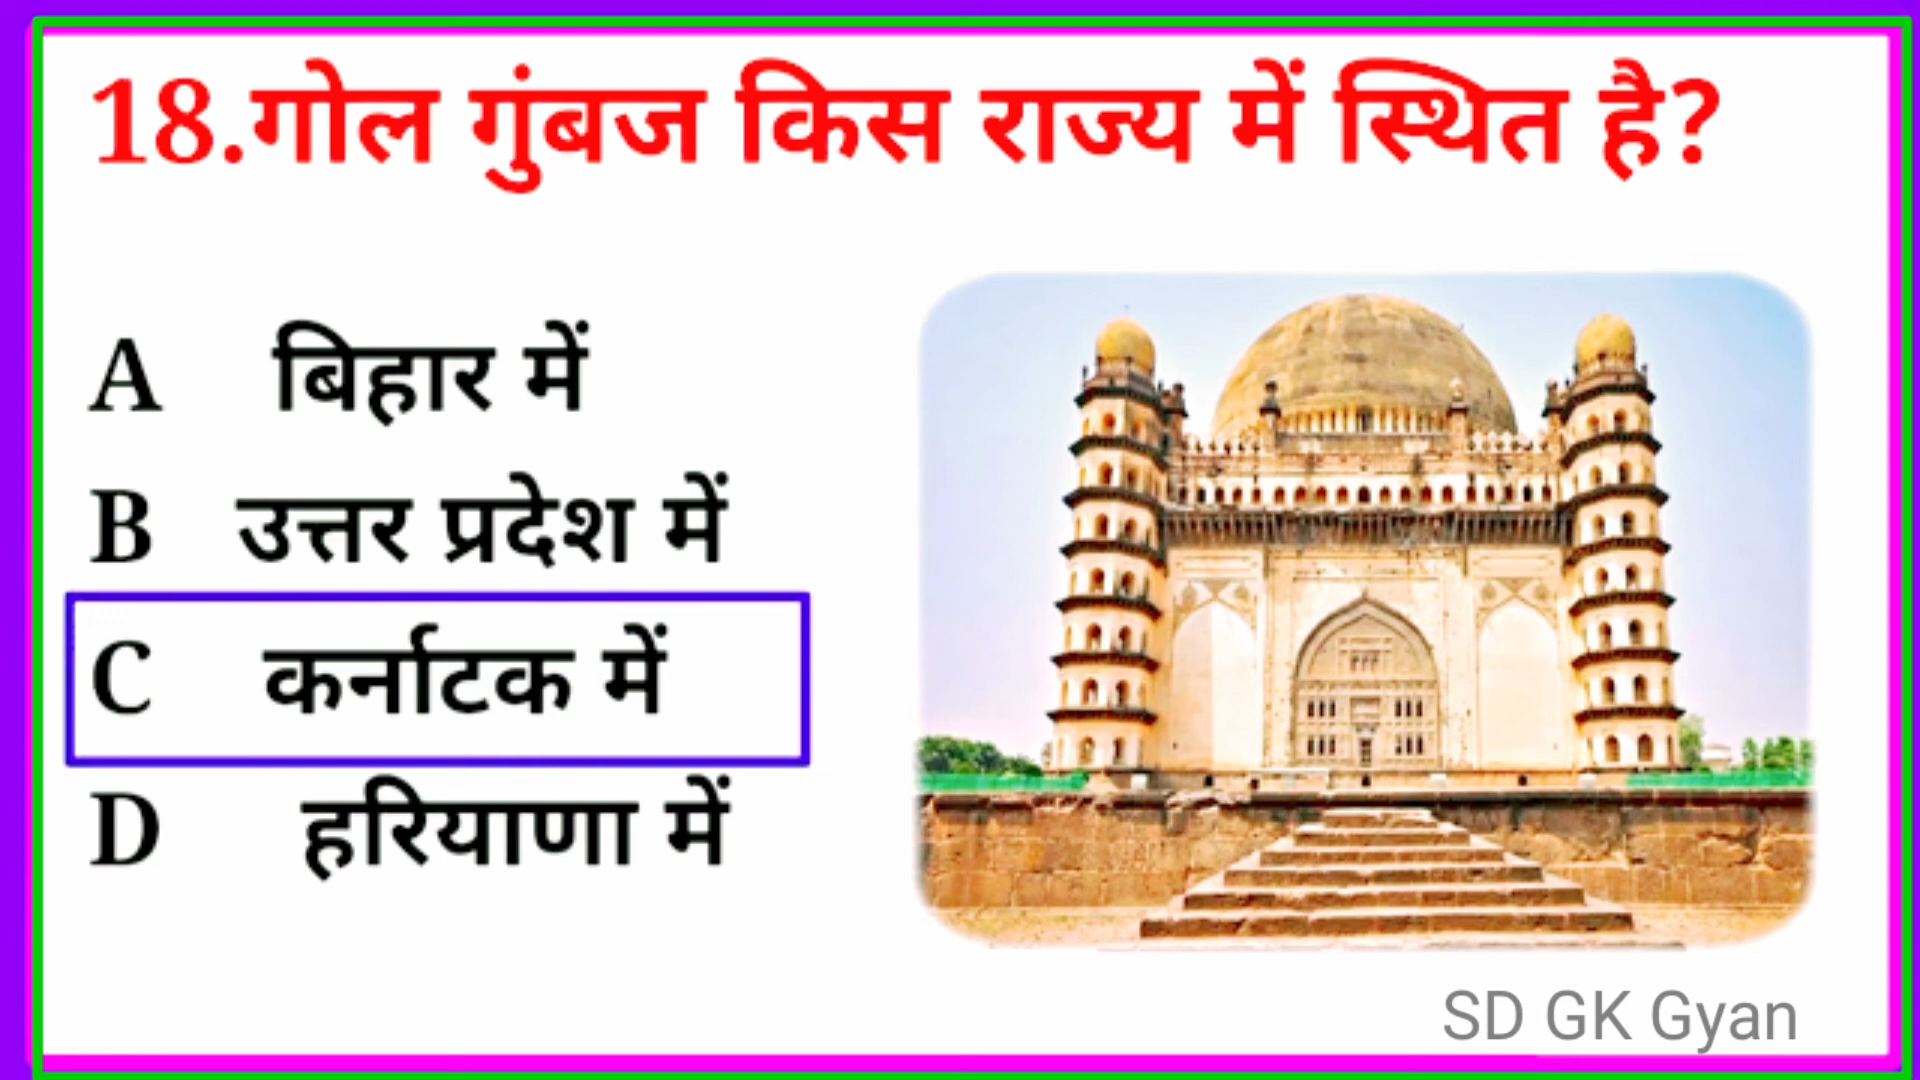 18.गोल गुंबज किस राज्य में स्थित है?
A बिहार में
B उत्तर प्रदेश में
C कर्नाटक में
D हरियाणा में
SD GK Gyan